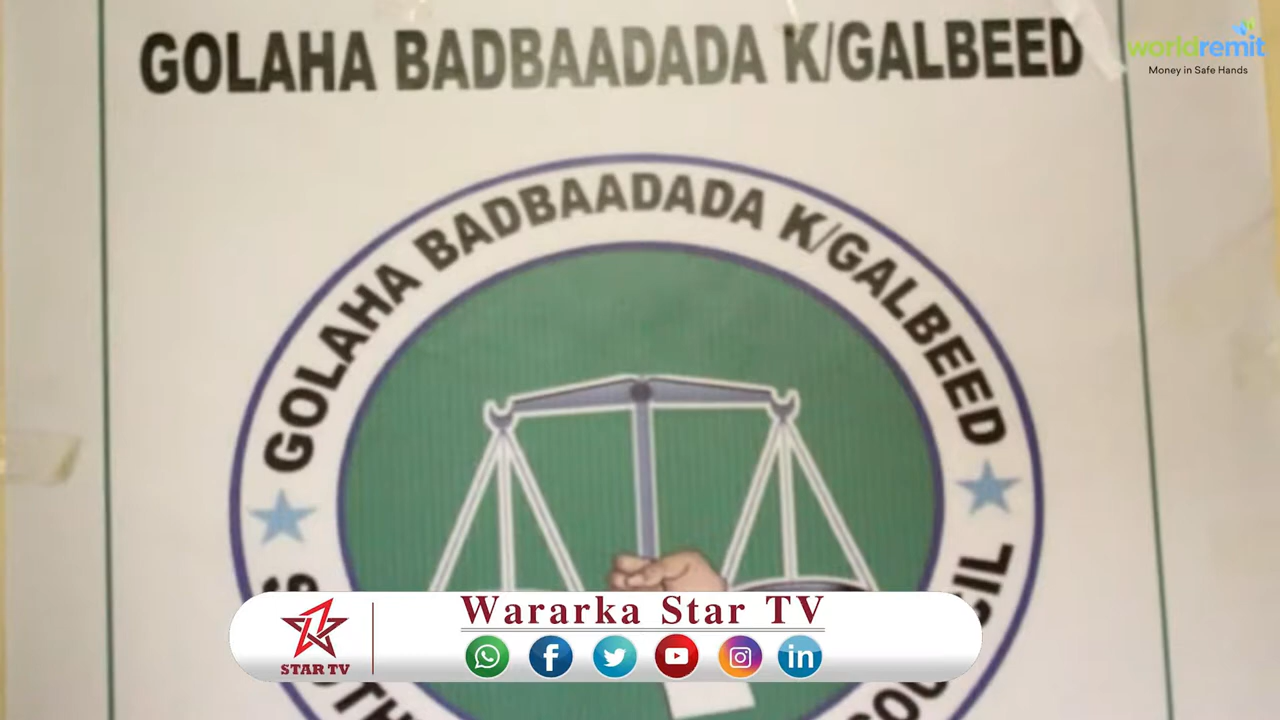 GOLAHA BADBAADADA K/GALBEED
worldremit
Money in Safe Hands
GOLAHA BADBAADADA K/GALBEED
Wararka Star TV
STAR TV